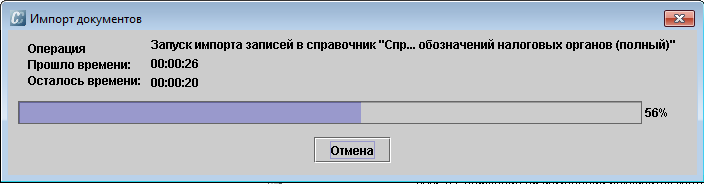 Импорт документов
Операция Запуск импорта записей в справочник "Спр... обозначений налоговых органов (полный)"
Прошло времени: 00:00:26
Осталось времени: 00:00:20
56%
Отмена